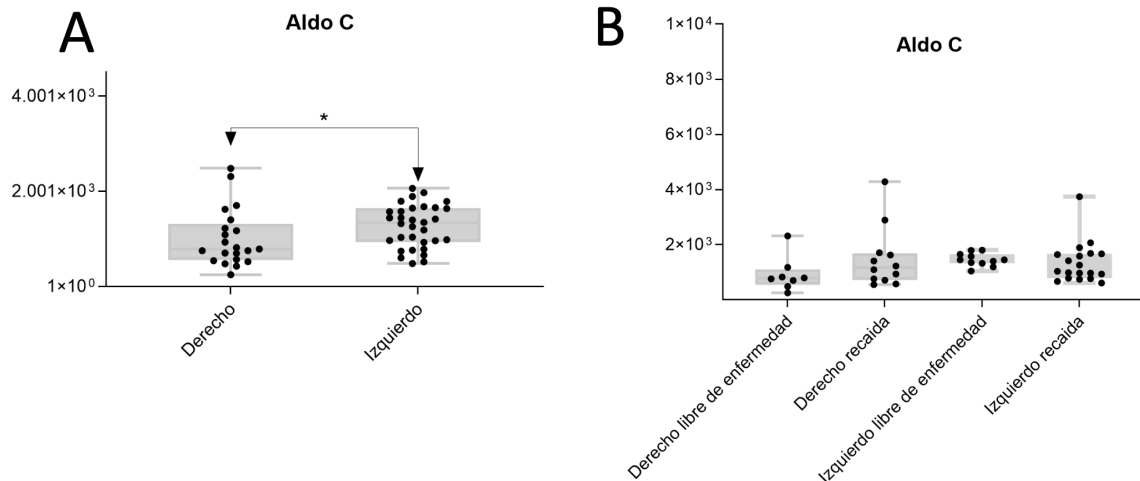 A
Aldo C
4.001×10³
2.001×10³
1×10⁰
*
Derecho
Izquierdo
B
Aldo C
1×10⁴
8×10³
6×10³
4×10³
2×10³
Derecho libre de enfermedad
Derecho recaida
Izquierdo libre de enfermedad
Izquierdo recaida